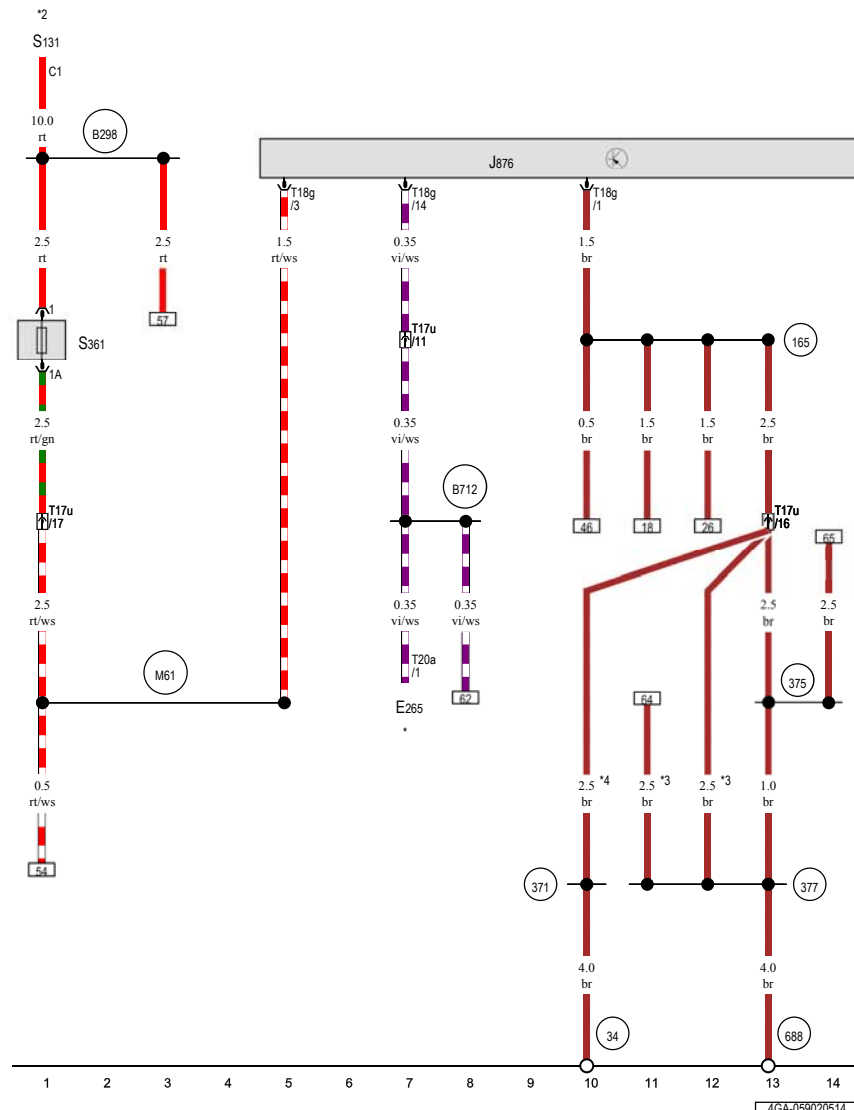 *2
S131
C1
10.0
rt
B298
J876
T18g
/3
T18g
/14
T18g
/1
2.5
rt
2.5
rt
1.5
rt/ws
0.35
vi/ws
1.5
br
1
57
S361
T17u
/11
165
1A
2.5
rt/gn
0.35
vi/ws
0.5
br
1.5
br
1.5
br
2.5
br
B712
T17u
/17
46
18
26
T17u
/16
65
2.5
rt/ws
0.35
vi/ws
0.35
vi/ws
2.5
br
2.5
br
M61
T20a
/1
375
E265
*
62
64
0.5
rt/ws
2.5 *4
br
2.5 *3
br
2.5 *3
br
1.0
br
54
371
377
4.0
br
4.0
br
34
688
1 2 3 4 5 6 7 8 9 10 11 12 13 14
4GA-059020514